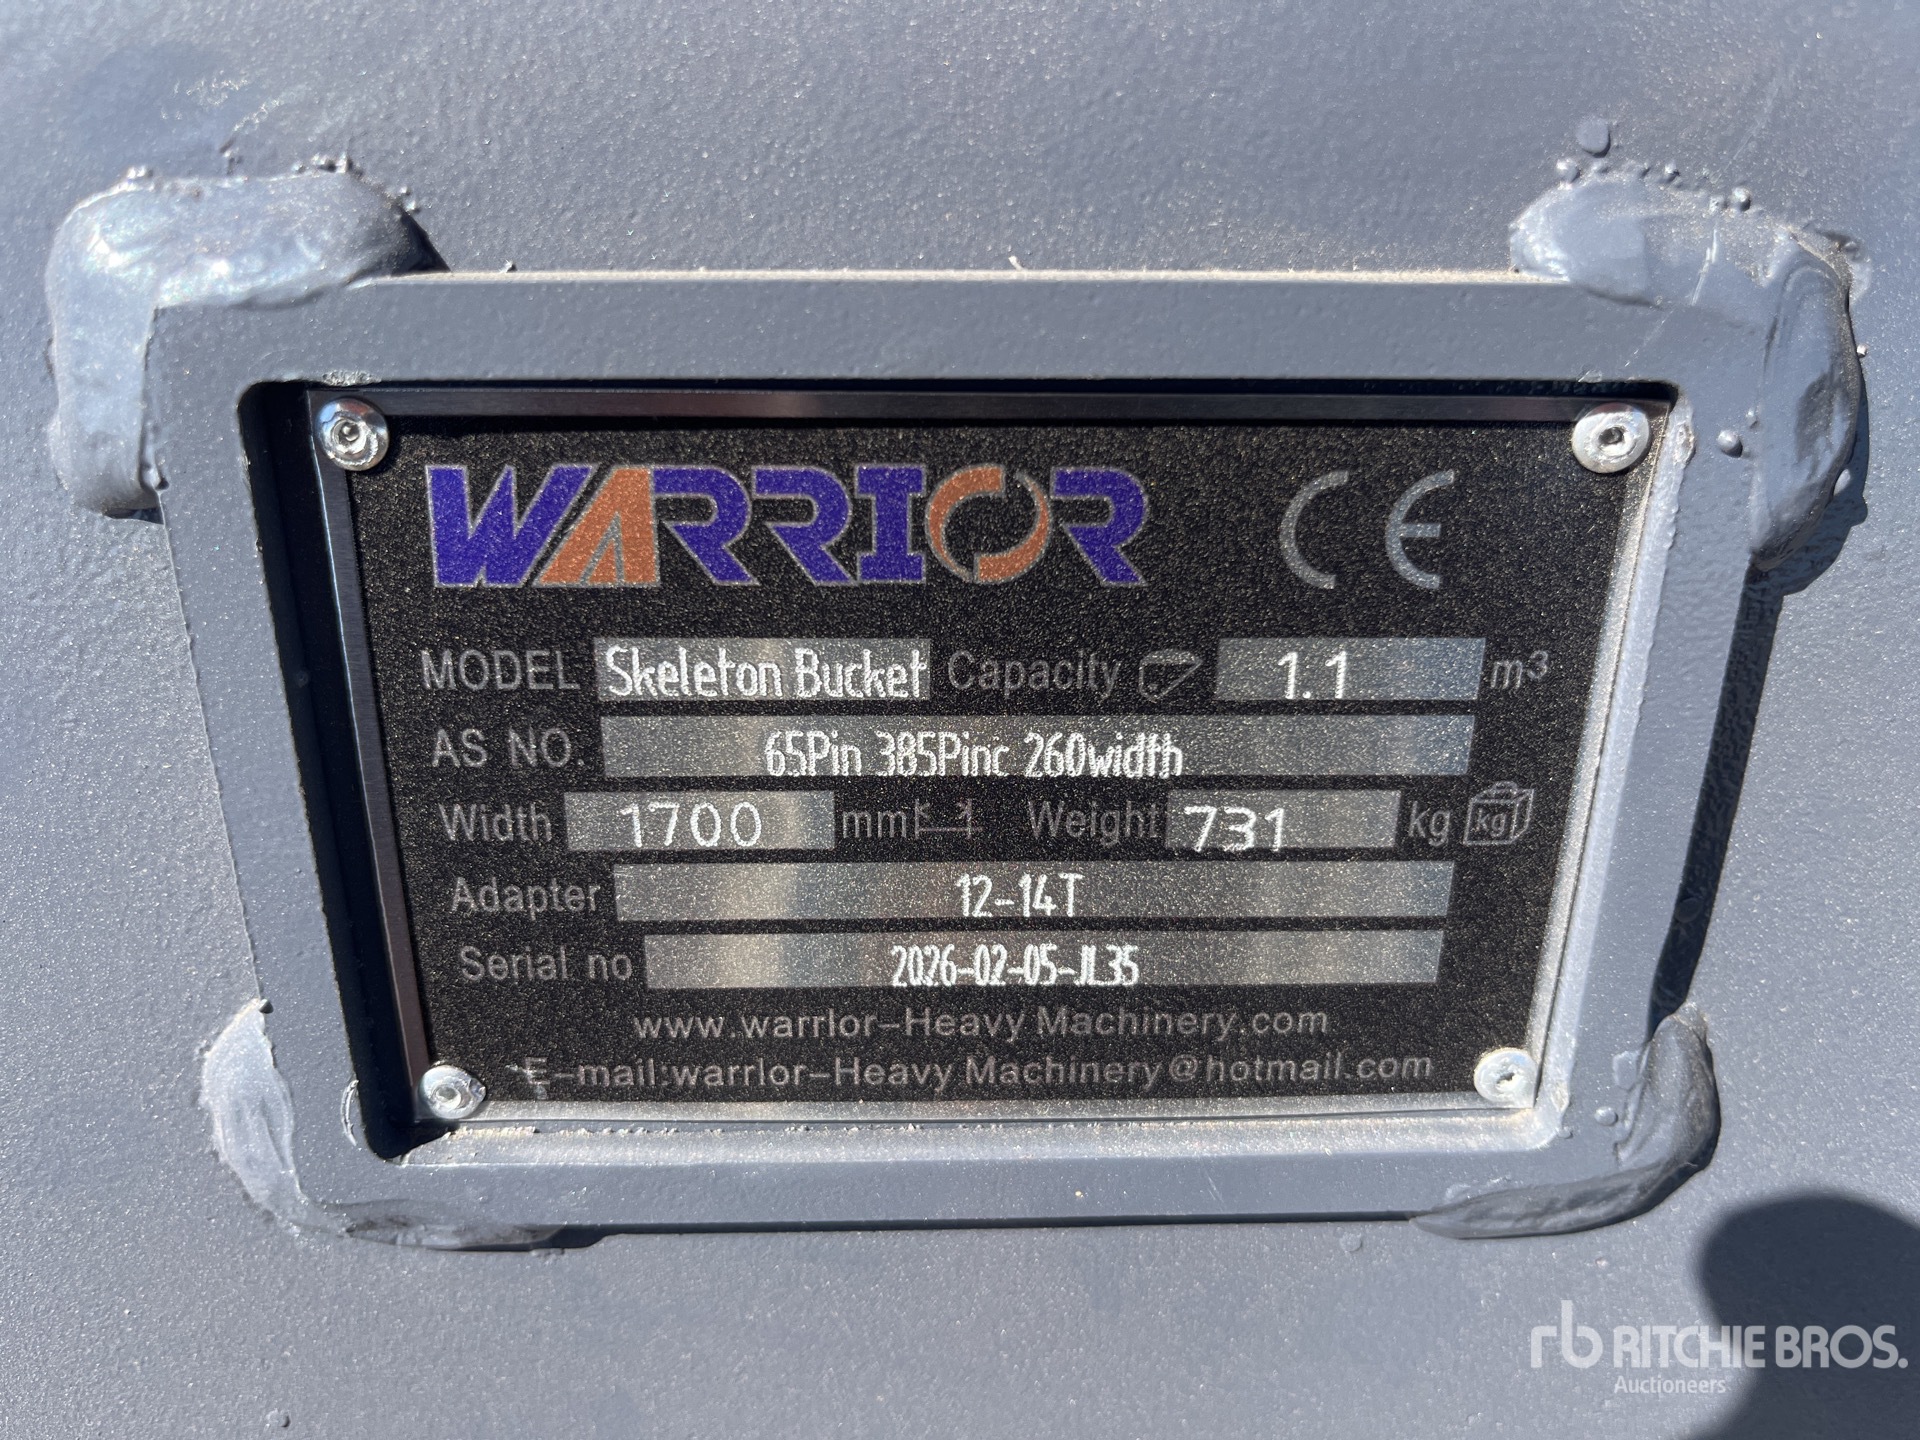 WARRIOR CE
MODEL Skeleton Bucket Capacity 1.1 m³
AS NO. 65Pin 385Pinc 260width
Width 1700 mm Weight 731 kg kg
Adapter 12-14T
Serial no 2026-02-05-JL35
www.warrlor-Heavy Machinery.com
E-mail:warrlor-Heavy Machinery@hotmail.com
rb RITCHIE BROS.
Auctioneers